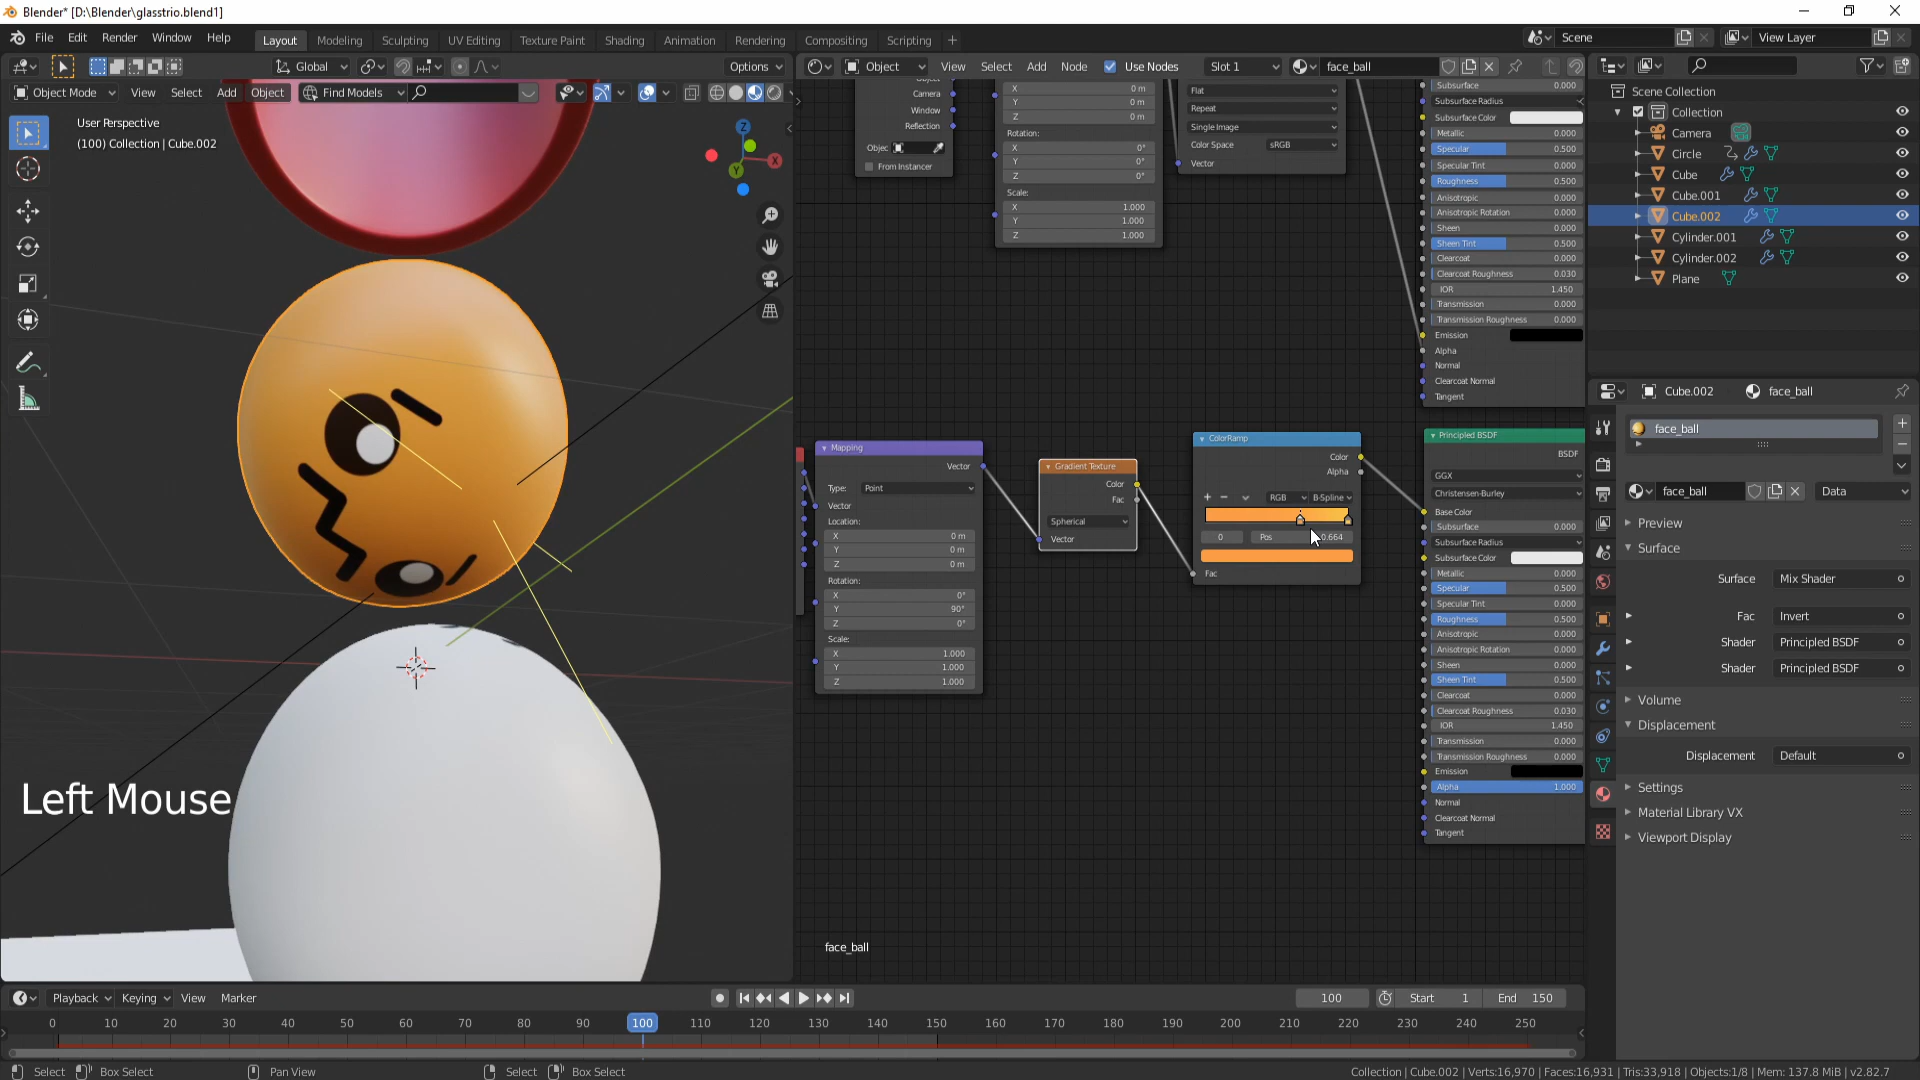 Blender* [D:\Blender\glasstrio.blend1]
File Edit Render Window Help
Layout Modeling Sculpting UV Editing Texture Paint Shading Animation Rendering Compositing Scripting +
Scene View Layer
Global Options
Object View Select Add Node Use Nodes Slot 1 face_ball
Object Mode View Select Add Object Find Models
User Perspective
(100) Collection | Cube.002
Camera
Window
Reflection
Objec
From Instancer
X 0 m
Y 0 m
Z 0 m
Rotation:
X 0°
Y 0°
Z 0°
Scale:
X 1.000
Y 1.000
Z 1.000
Flat
Repeat
Single Image
Color Space sRGB
Vector
Subsurface 0.000
Subsurface Radius
Subsurface Color
Metallic 0.000
Specular 0.500
Specular Tint 0.000
Roughness 0.500
Anisotropic 0.000
Anisotropic Rotation 0.000
Sheen 0.000
Sheen Tint 0.500
Clearcoat 0.000
Clearcoat Roughness 0.030
IOR 1.450
Transmission 0.000
Transmission Roughness 0.000
Emission
Alpha
Normal
Clearcoat Normal
Tangent
Mapping
Vector
Type: Point
Vector
Location:
X 0 m
Y 0 m
Z 0 m
Rotation:
X 0°
Y 90°
Z 0°
Scale:
X 1.000
Y 1.000
Z 1.000
Gradient Texture
Color
Fac
Spherical
Vector
ColorRamp
Color
Alpha
RGB B-Spline
0 Pos 0.664
Fac
Principled BSDF
BSDF
GGX
Christensen-Burley
Base Color
Subsurface 0.000
Subsurface Radius
Subsurface Color
Metallic 0.000
Specular 0.500
Specular Tint 0.000
Roughness 0.500
Anisotropic 0.000
Anisotropic Rotation 0.000
Sheen 0.000
Sheen Tint 0.500
Clearcoat 0.000
Clearcoat Roughness 0.030
IOR 1.450
Transmission 0.000
Transmission Roughness 0.000
Emission
Alpha 1.000
Normal
Clearcoat Normal
Tangent
face_ball
Left Mouse
Scene Collection
Collection
Camera
Circle
Cube
Cube.001
Cube.002
Cylinder.001
Cylinder.002
Plane
Cube.002 face_ball
face_ball
face_ball Data
Preview
Surface
Surface Mix Shader
Fac Invert
Shader Principled BSDF
Shader Principled BSDF
Volume
Displacement
Displacement Default
Settings
Material Library VX
Viewport Display
Playback Keying View Marker 100 Start 1 End 150
0 10 20 30 40 50 60 70 80 90 100 110 120 130 140 150 160 170 180 190 200 210 220 230 240 250
Select Box Select Pan View Select Box Select
Collection | Cube.002 | Verts:16,970 | Faces:16,931 | Tris:33,918 | Objects:1/8 | Mem: 137.8 MiB | v2.82.7